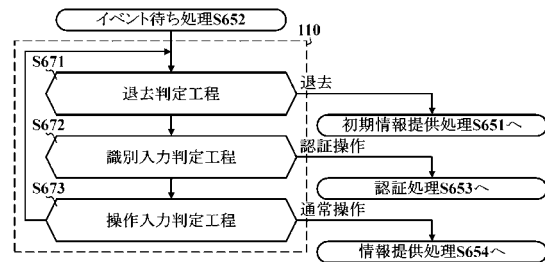 イベント待ち処理S652
110
S671
退去判定工程
退去
初期情報提供処理S651へ
S672
識別入力判定工程
認証操作
認証処理S653へ
S673
操作入力判定工程
通常操作
情報提供処理S654へ